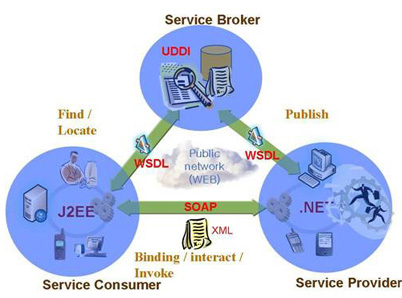 Service Broker
UDDI
Find /
Locate
Publish
WSDL
WSDL
Public
network
(WEB)
J2EE
SOAP
.NET
XML
Binding / interact /
Invoke
Service Consumer
Service Provider